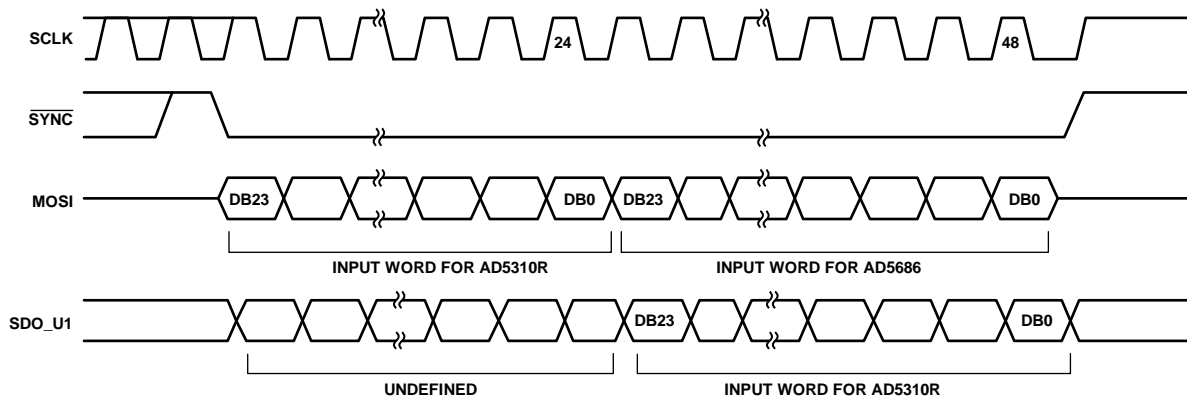 SCLK
24
48
SYNC
MOSI
DB23
DB0
DB23
DB0
INPUT WORD FOR AD5310R
INPUT WORD FOR AD5686
SDO_U1
DB23
DB0
UNDEFINED
INPUT WORD FOR AD5310R